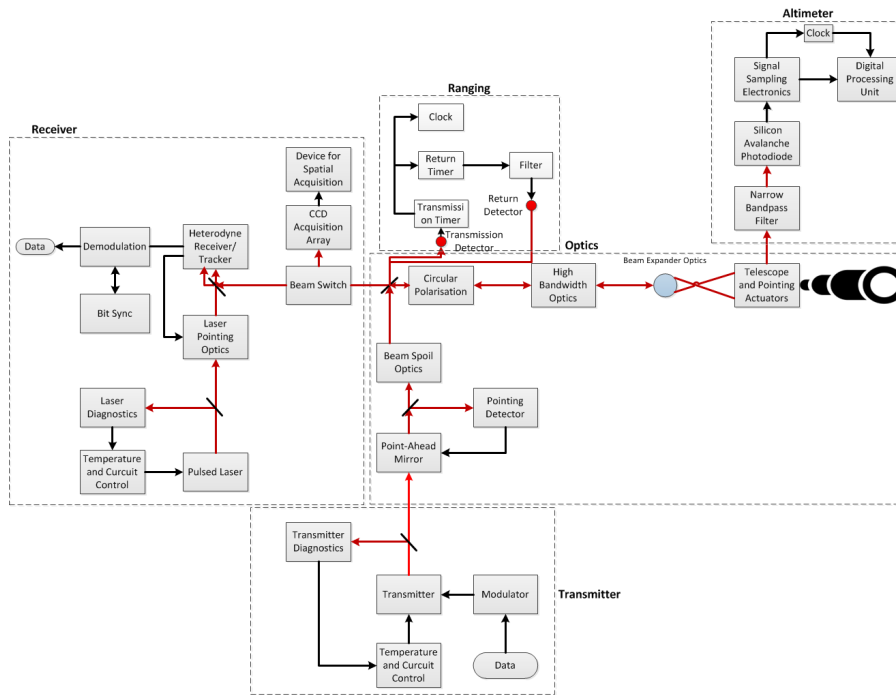 Altimeter
Clock
Signal
Sampling
Electronics
Digital
Processing
Unit
Silicon
Avalanche
Photodiode
Narrow
Bandpass
Filter
Ranging
Clock
Return
Timer
Filter
Transmissi
on Timer
Return
Detector
Transmission
Detector
Receiver
Device for
Spatial
Acquisition
CCD
Acquisition
Array
Data
Demodulation
Heterodyne
Receiver/
Tracker
Beam Switch
Bit Sync
Laser
Pointing
Optics
Laser
Diagnostics
Temperature
and Curcuit
Control
Pulsed Laser
Optics
Circular
Polarisation
High
Bandwidth
Optics
Beam Expander Optics
Telescope
and Pointing
Actuators
Beam Spoil
Optics
Pointing
Detector
Point-Ahead
Mirror
Transmitter
Diagnostics
Transmitter
Modulator
Transmitter
Temperature
and Curcuit
Control
Data